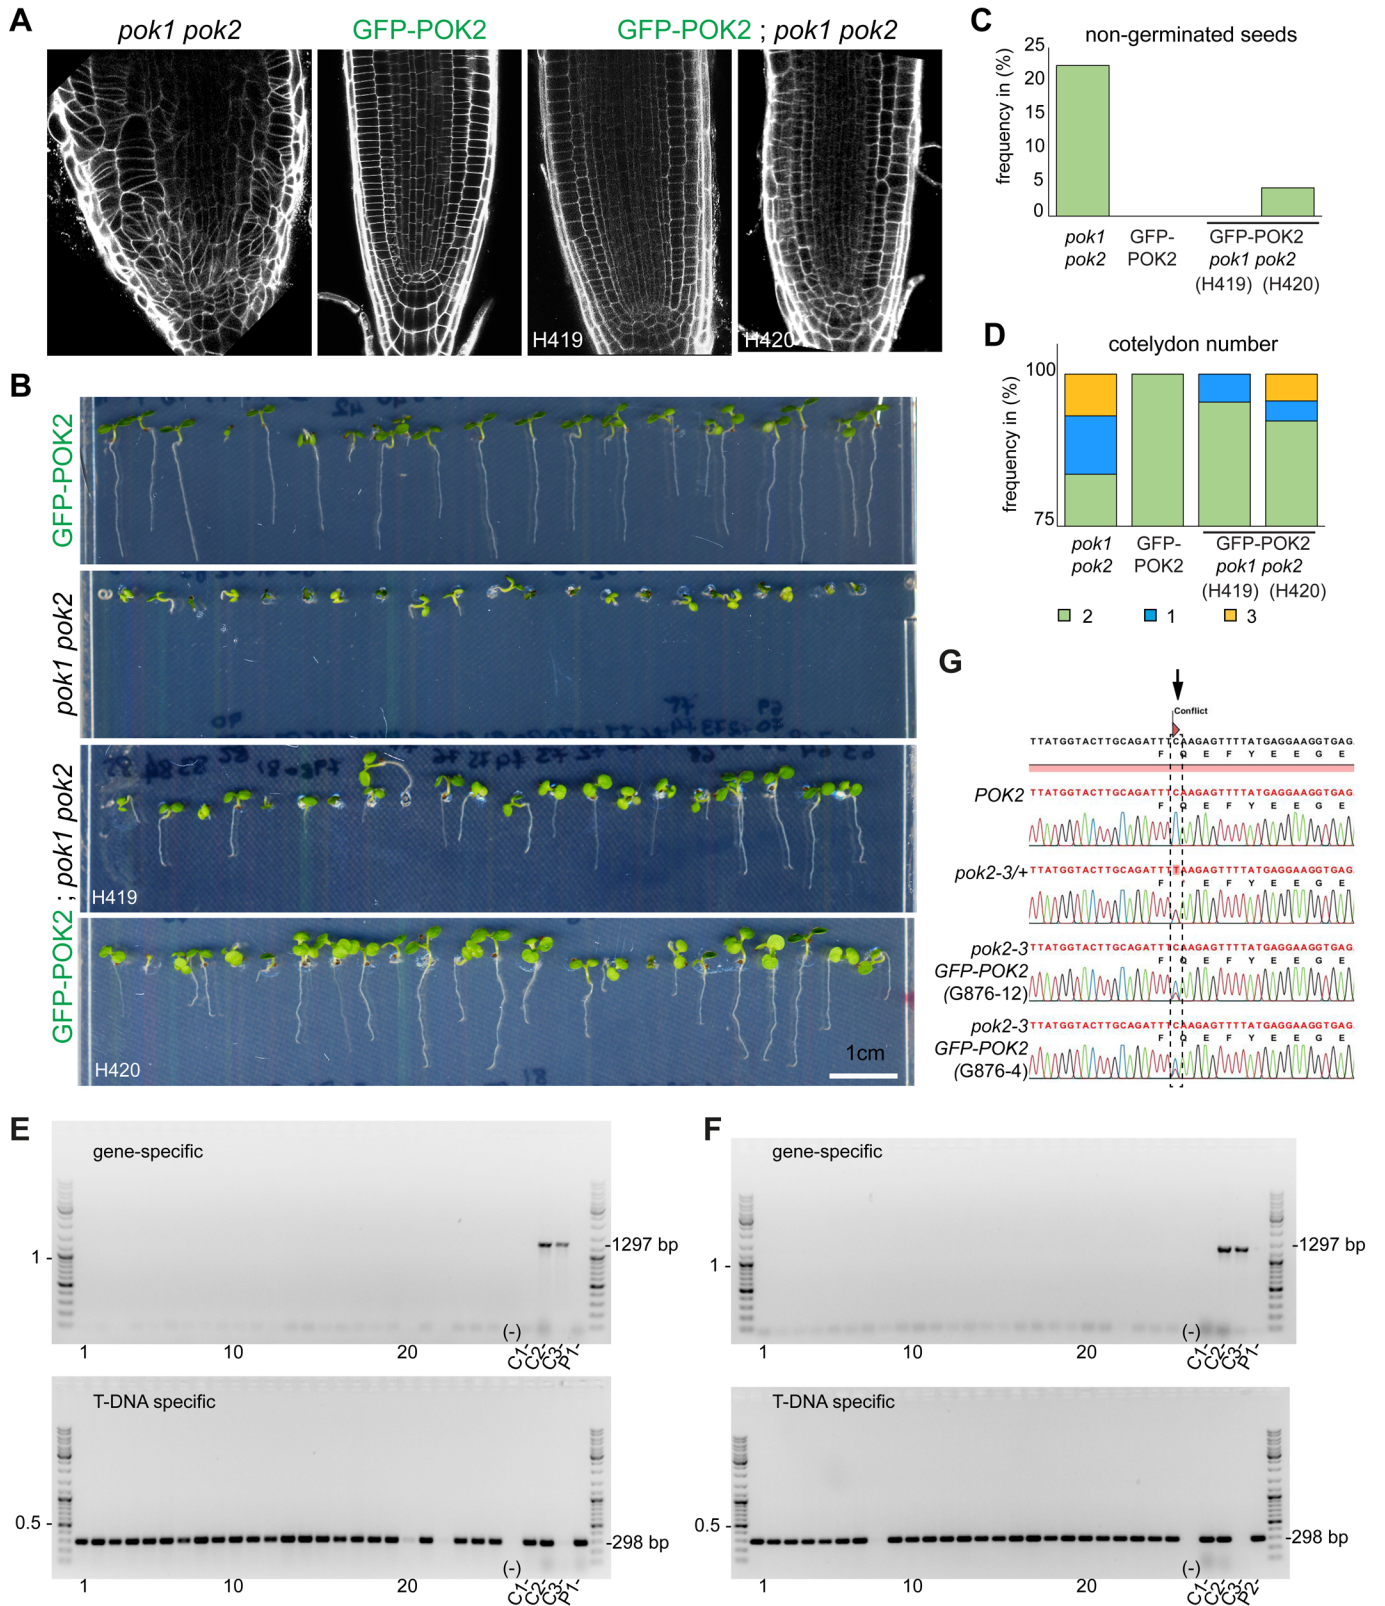 A
pok1 pok2
GFP-POK2
GFP-POK2 ; pok1 pok2
H419
H420
B
GFP-POK2
pok1 pok2
GFP-POK2 ; pok1 pok2
H419
H420
1cm
C
non-germinated seeds
frequency in (%)
25
20
15
10
5
0
pok1 pok2
GFP-POK2
GFP-POK2
pok1 pok2
(H419) (H420)
D
cotelydon number
frequency in (%)
100
75
pok1 pok2
GFP-POK2
GFP-POK2
pok1 pok2
(H419) (H420)
2 1 3
G
Conflict
TTATGGTACTTGCAGATTTCAAGAGTTTTATGAGGAAGGTGAG
F Q E F Y E E G E
POK2
TTATGGTACTTGCAGATTTCAAGAGTTTTATGAGGAAGGTGAG
F Q E F Y E E G E
pok2-3/+
TTATGGTACTTGCAGATTTTAAGAGTTTTATGAGGAAGGTGAG
F E F Y E E G E
pok2-3
GFP-POK2
(G876-12)
TTATGGTACTTGCAGATTTCAAGAGTTTTATGAGGAAGGTGAG
F Q E F Y E E G E
pok2-3
GFP-POK2
(G876-4)
TTATGGTACTTGCAGATTTCAAGAGTTTTATGAGGAAGGTGAG
F Q E F Y E E G E
E
gene-specific
1 -
-1297 bp
(-)
1 10 20 C1- C2- C3- P1-
T-DNA specific
0.5 -
-298 bp
(-)
1 10 20 C1- C2- C3- P1-
F
gene-specific
1 -
-1297 bp
(-)
1 10 20 C1- C2- C3- P1-
T-DNA specific
0.5 -
-298 bp
(-)
1 10 20 C1- C2- C3- P2-